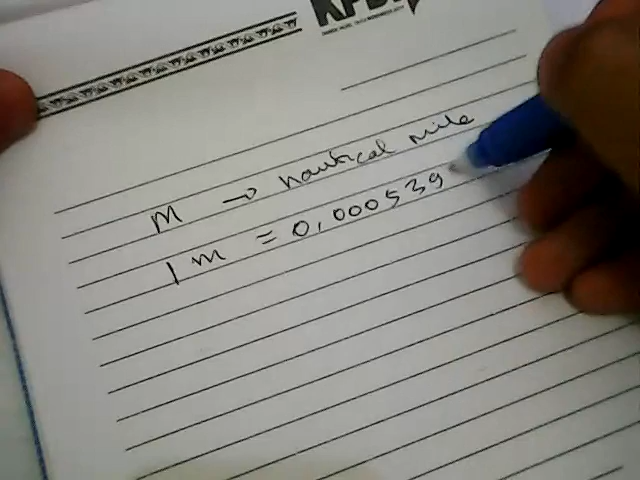 m → nautical mile
1 m = 0,000539